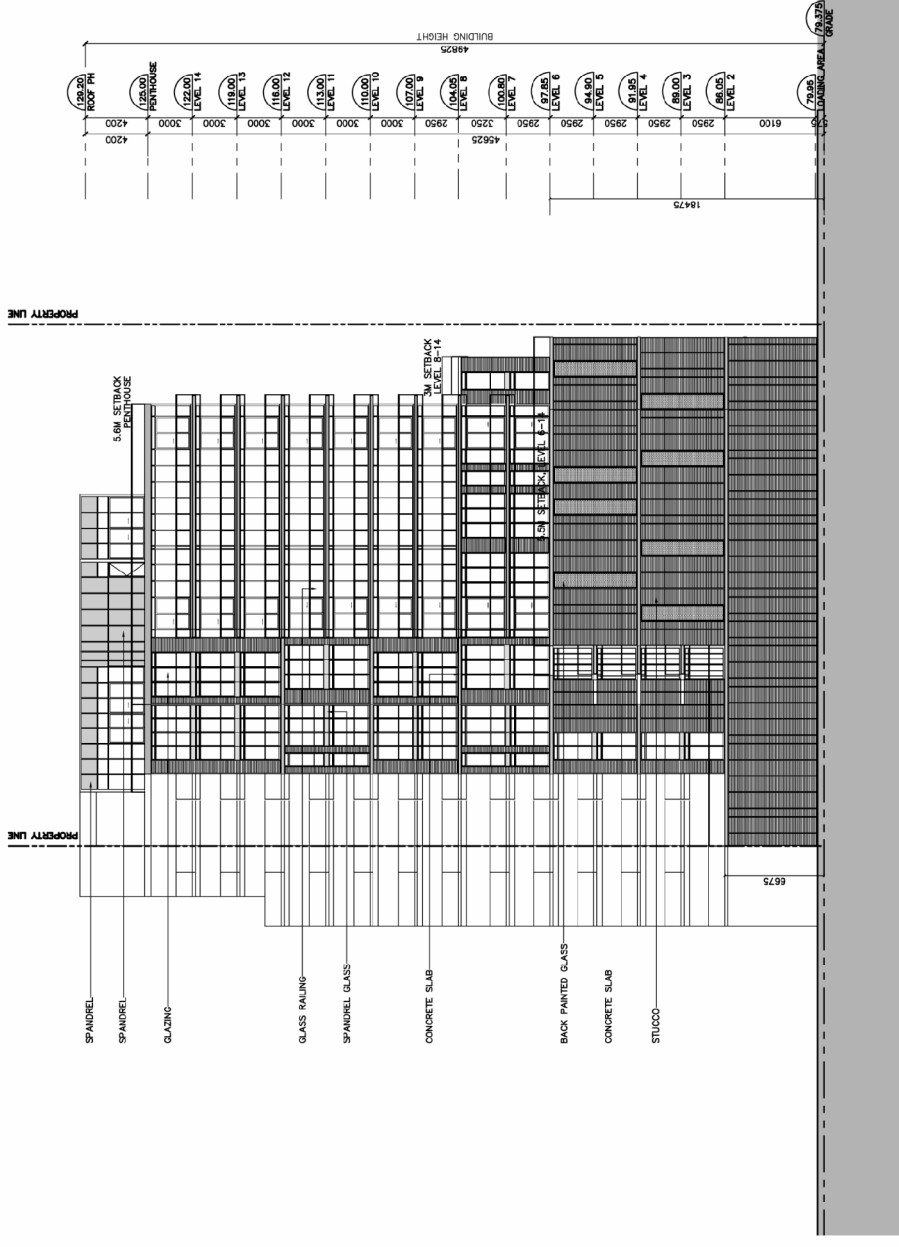 BUILDING HEIGHT
49825
129.20
ROOF PH
125.00
PENTHOUSE
122.00
LEVEL 14
119.00
LEVEL 13
116.00
LEVEL 12
113.00
LEVEL 11
110.00
LEVEL 10
107.00
LEVEL 9
104.05
LEVEL 8
100.80
LEVEL 7
97.85
LEVEL 6
94.90
LEVEL 5
91.95
LEVEL 4
89.00
LEVEL 3
86.05
LEVEL 2
79.95
LOADING AREA
79.375
GRADE
4200
3000
3000
3000
3000
3000
3000
2950
3250
2950
2950
2950
2950
2950
6100
4200
45625
18475
PROPERTY LINE
5.6M SETBACK
PENTHOUSE
3M SETBACK
LEVEL 8-14
5.5M SETBACK, LEVEL 6-14
PROPERTY LINE
6675
SPANDREL
SPANDREL
GLAZING
GLASS RAILING
SPANDREL GLASS
CONCRETE SLAB
BACK PAINTED GLASS
CONCRETE SLAB
STUCCO